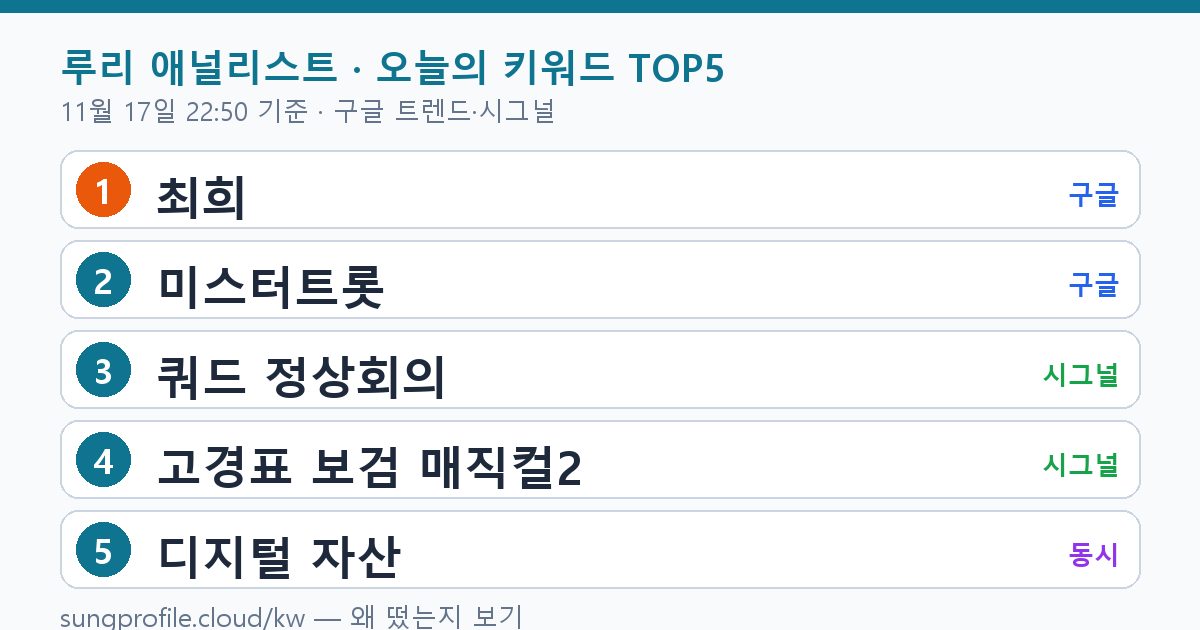 루리 애널리스트 · 오늘의 키워드 TOP5
11월 17일 22:50 기준 · 구글 트렌드·시그널
1 최희 구글
2 미스터트롯 구글
3 쿼드 정상회의 시그널
4 고경표 보검 매직컬2 시그널
5 디지털 자산 동시
sungprofile.cloud/kw — 왜 떴는지 보기